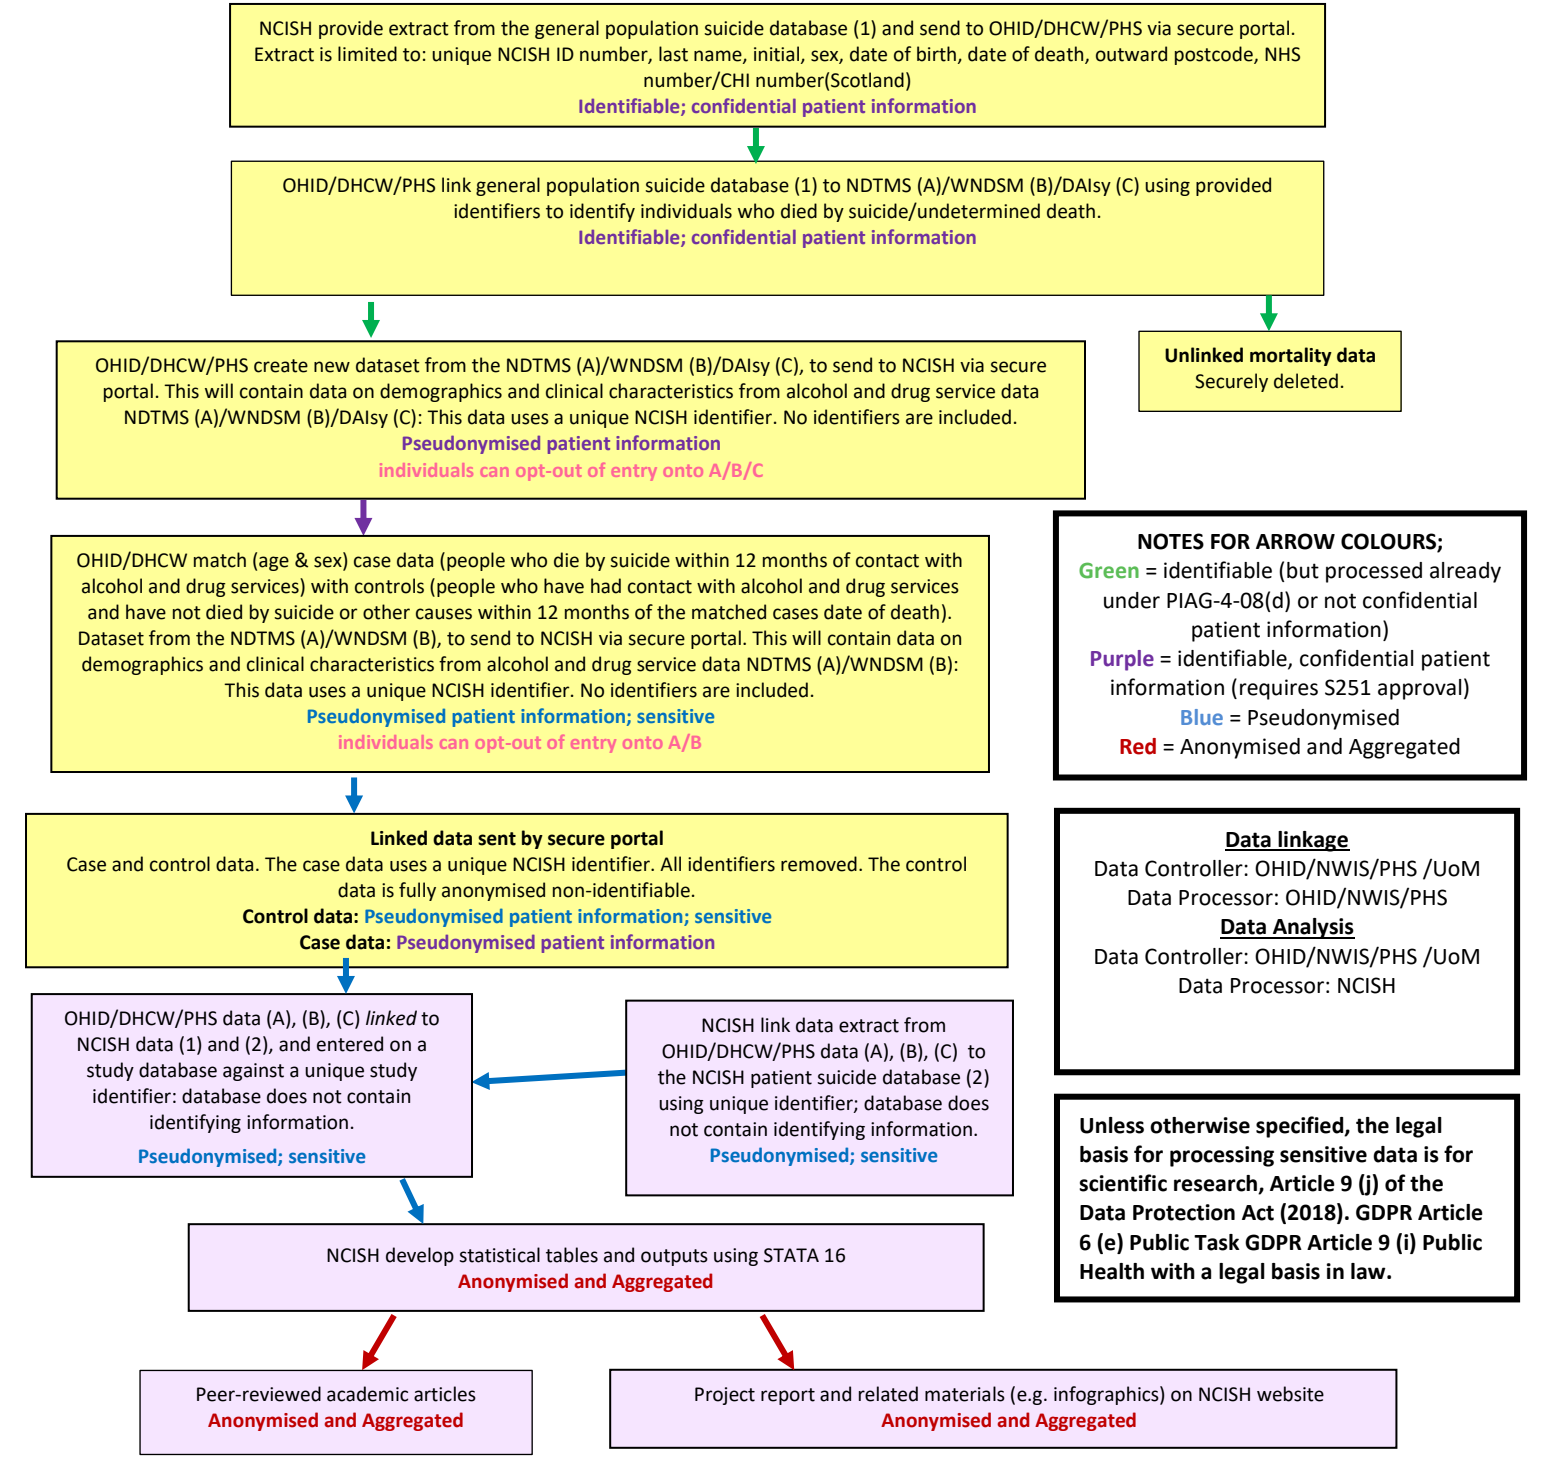 NCISH provide extract from the general population suicide database (1) and send to OHID/DHCW/PHS via secure portal.
Extract is limited to: unique NCISH ID number, last name, initial, sex, date of birth, date of death, outward postcode, NHS
number/CHI number(Scotland)
Identifiable; confidential patient information
OHID/DHCW/PHS link general population suicide database (1) to NDTMS (A)/WNDSM (B)/DAIsy (C) using provided
identifiers to identify individuals who died by suicide/undetermined death.
Identifiable; confidential patient information
OHID/DHCW/PHS create new dataset from the NDTMS (A)/WNDSM (B)/DAIsy (C), to send to NCISH via secure
portal. This will contain data on demographics and clinical characteristics from alcohol and drug service data
NDTMS (A)/WNDSM (B)/DAIsy (C): This data uses a unique NCISH identifier. No identifiers are included.
Pseudonymised patient information
individuals can opt-out of entry onto A/B/C
Unlinked mortality data
Securely deleted.
OHID/DHCW match (age & sex) case data (people who die by suicide within 12 months of contact with
alcohol and drug services) with controls (people who have had contact with alcohol and drug services
and have not died by suicide or other causes within 12 months of the matched cases date of death).
Dataset from the NDTMS (A)/WNDSM (B), to send to NCISH via secure portal. This will contain data on
demographics and clinical characteristics from alcohol and drug service data NDTMS (A)/WNDSM (B):
This data uses a unique NCISH identifier. No identifiers are included.
Pseudonymised patient information; sensitive
individuals can opt-out of entry onto A/B
NOTES FOR ARROW COLOURS;
Green = identifiable (but processed already
under PIAG-4-08(d) or not confidential
patient information)
Purple = identifiable, confidential patient
information (requires S251 approval)
Blue = Pseudonymised
Red = Anonymised and Aggregated
Linked data sent by secure portal
Case and control data. The case data uses a unique NCISH identifier. All identifiers removed. The control
data is fully anonymised non-identifiable.
Control data: Pseudonymised patient information; sensitive
Case data: Pseudonymised patient information
Data linkage
Data Controller: OHID/NWIS/PHS /UoM
Data Processor: OHID/NWIS/PHS
Data Analysis
Data Controller: OHID/NWIS/PHS /UoM
Data Processor: NCISH
OHID/DHCW/PHS data (A), (B), (C) linked to
NCISH data (1) and (2), and entered on a
study database against a unique study
identifier: database does not contain
identifying information.
Pseudonymised; sensitive
NCISH link data extract from
OHID/DHCW/PHS data (A), (B), (C) to
the NCISH patient suicide database (2)
using unique identifier; database does
not contain identifying information.
Pseudonymised; sensitive
Unless otherwise specified, the legal
basis for processing sensitive data is for
scientific research, Article 9 (j) of the
Data Protection Act (2018). GDPR Article
6 (e) Public Task GDPR Article 9 (i) Public
Health with a legal basis in law.
NCISH develop statistical tables and outputs using STATA 16
Anonymised and Aggregated
Peer-reviewed academic articles
Anonymised and Aggregated
Project report and related materials (e.g. infographics) on NCISH website
Anonymised and Aggregated